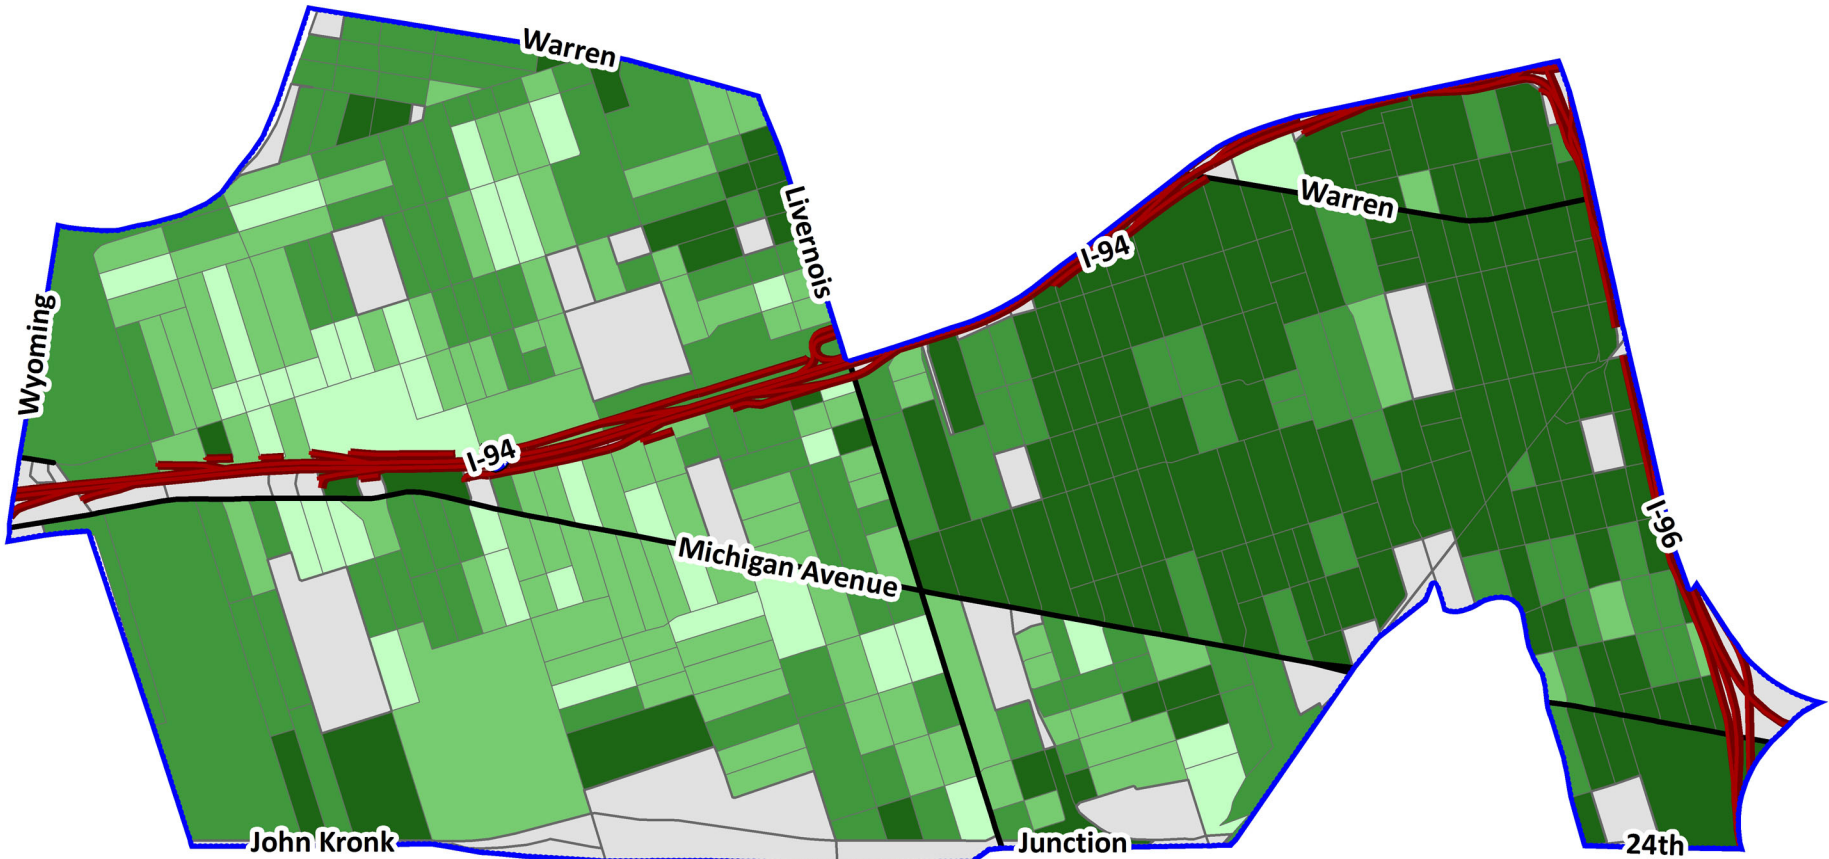 Warren
Livernois
Wyoming
I-94
Warren
I-94
I-96
Michigan Avenue
John Kronk
Junction
24th